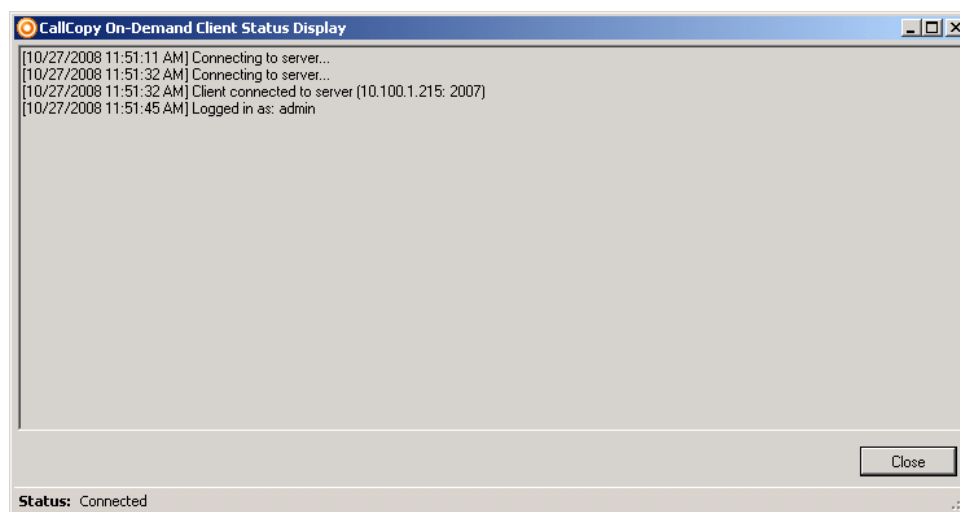 CallCopy On-Demand Client Status Display
[10/27/2008 11:51:11 AM] Connecting to server...
[10/27/2008 11:51:32 AM] Connecting to server...
[10/27/2008 11:51:32 AM] Client connected to server (10.100.1.215: 2007)
[10/27/2008 11:51:45 AM] Logged in as: admin
Close
Status: Connected